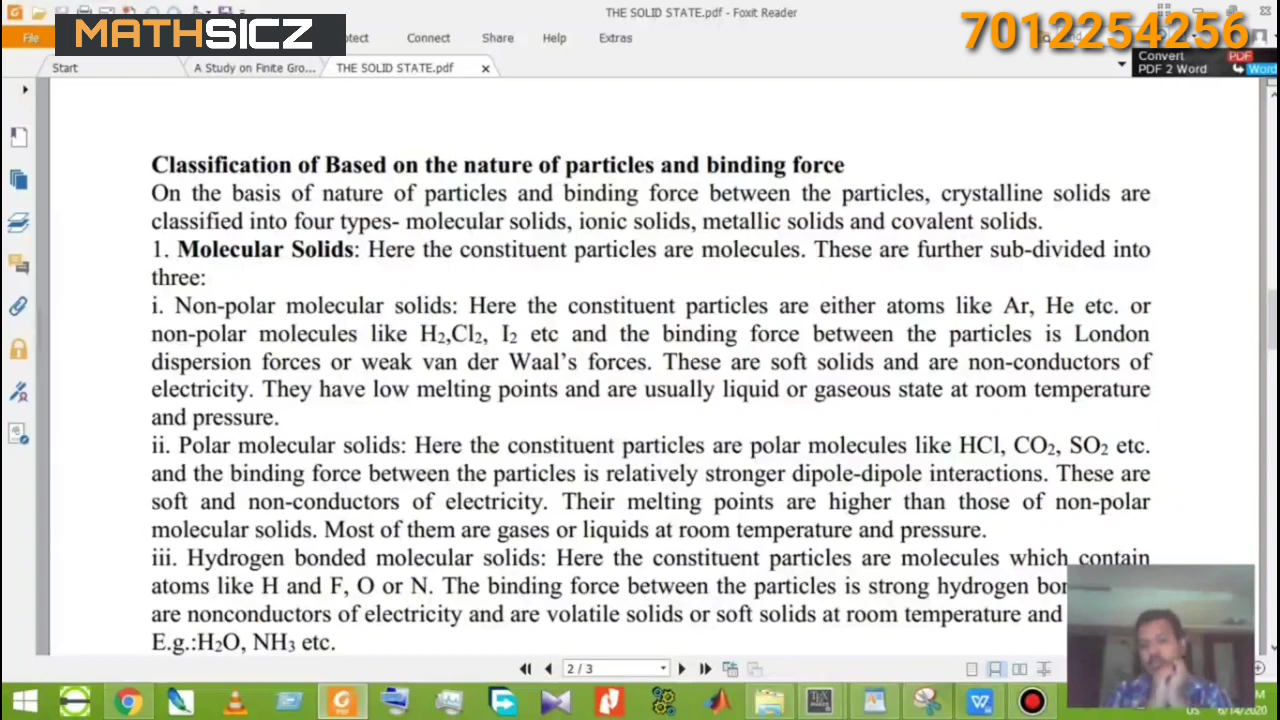 THE SOLID STATE.pdf - Foxit Reader
MATHSICZ
7012254256
File
Connect
Share
Help
Extras
Convert
PDF 2 Word
PDF
Word
Start
A Study on Finite Gro...
THE SOLID STATE.pdf
Classification of Based on the nature of particles and binding force
On the basis of nature of particles and binding force between the particles, crystalline solids are
classified into four types- molecular solids, ionic solids, metallic solids and covalent solids.
1. Molecular Solids: Here the constituent particles are molecules. These are further sub-divided into
three:
i. Non-polar molecular solids: Here the constituent particles are either atoms like Ar, He etc. or
non-polar molecules like H2,Cl2, I2 etc and the binding force between the particles is London
dispersion forces or weak van der Waal's forces. These are soft solids and are non-conductors of
electricity. They have low melting points and are usually liquid or gaseous state at room temperature
and pressure.
ii. Polar molecular solids: Here the constituent particles are polar molecules like HCl, CO2, SO2 etc.
and the binding force between the particles is relatively stronger dipole-dipole interactions. These are
soft and non-conductors of electricity. Their melting points are higher than those of non-polar
molecular solids. Most of them are gases or liquids at room temperature and pressure.
iii. Hydrogen bonded molecular solids: Here the constituent particles are molecules which contain
atoms like H and F, O or N. The binding force between the particles is strong hydrogen
are nonconductors of electricity and are volatile solids or soft solids at room temperature and
E.g.:H2O, NH3 etc.
2 / 3
6/14/2020